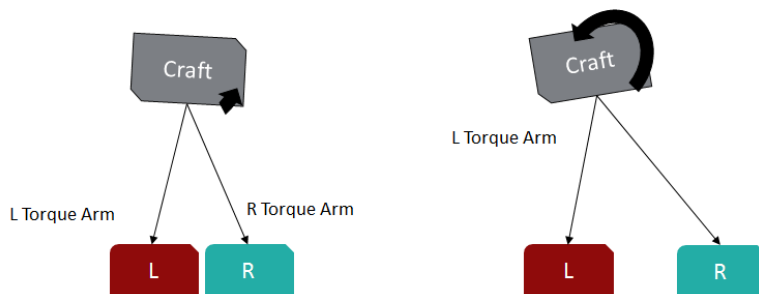 Craft
L Torque Arm
R Torque Arm
L
R
Craft
L Torque Arm
L
R